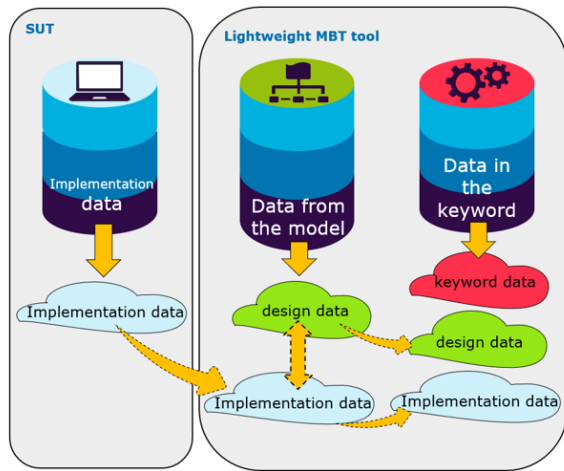 SUT
Lightweight MBT tool
Implementation
data
Data from
the model
Data in
the
keyword
keyword data
Implementation data
design data
design data
Implementation data
Implementation data